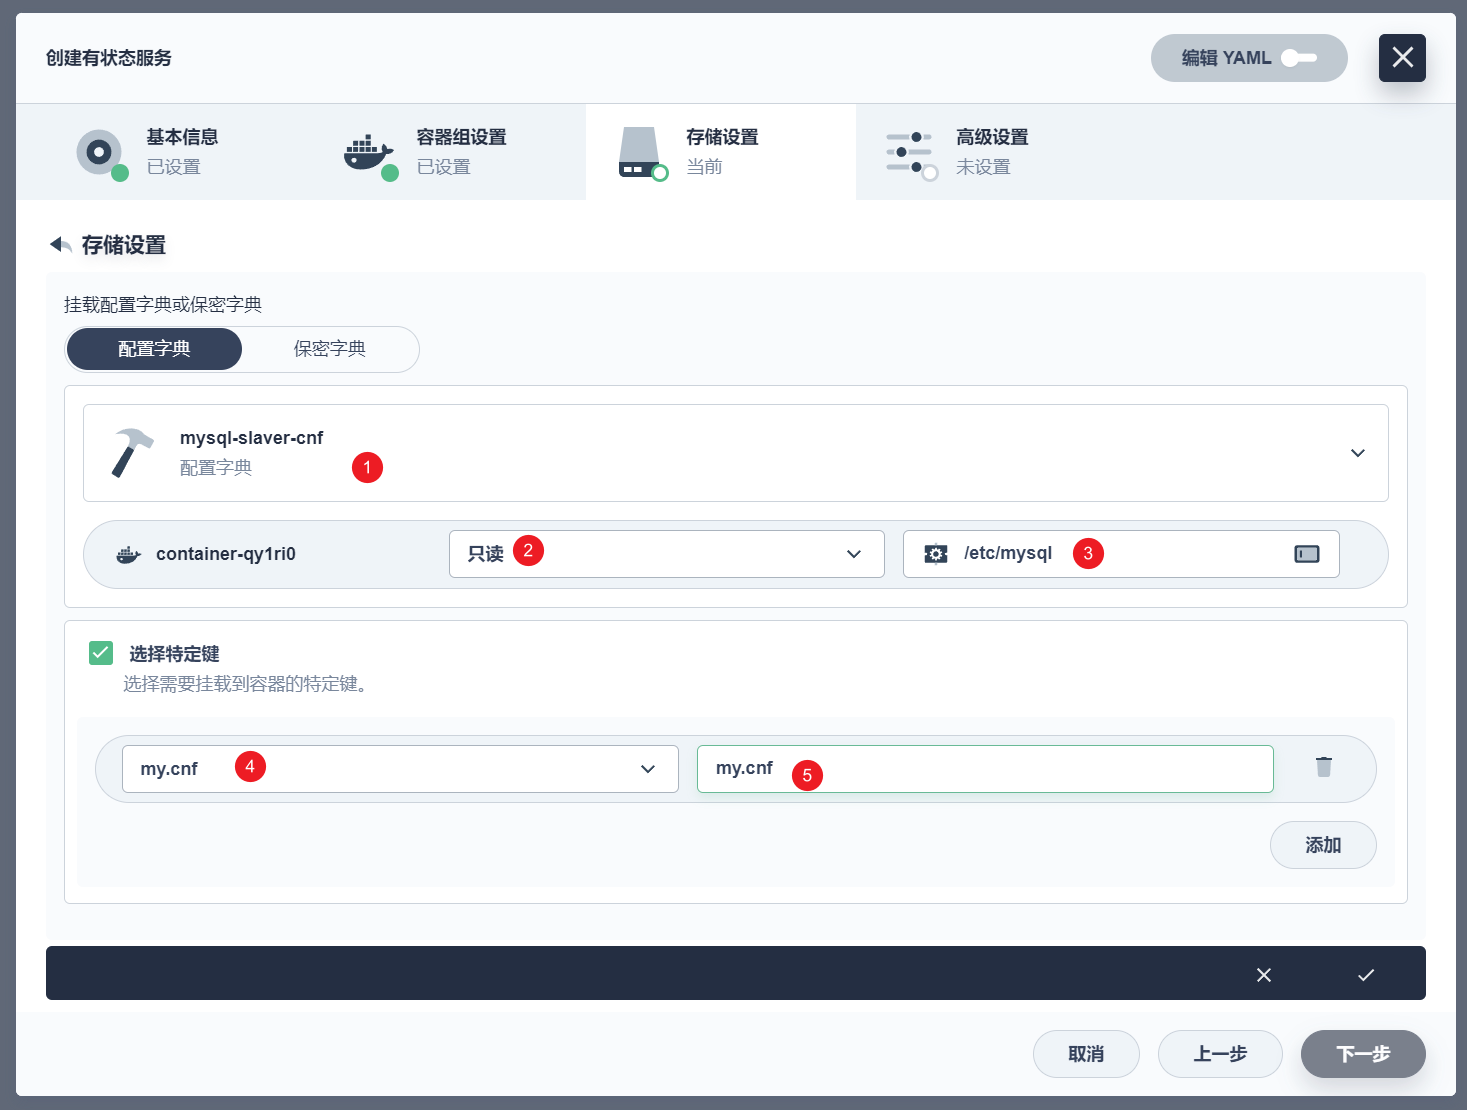 创建有状态服务
编辑 YAML
基本信息
已设置
容器组设置
已设置
存储设置
当前
高级设置
未设置
存储设置
挂载配置字典或保密字典
配置字典
保密字典
mysql-slaver-cnf
配置字典
1
container-qy1ri0
只读
2
/etc/mysql
3
选择特定键
选择需要挂载到容器的特定键。
my.cnf
4
my.cnf
5
添加
取消
上一步
下一步